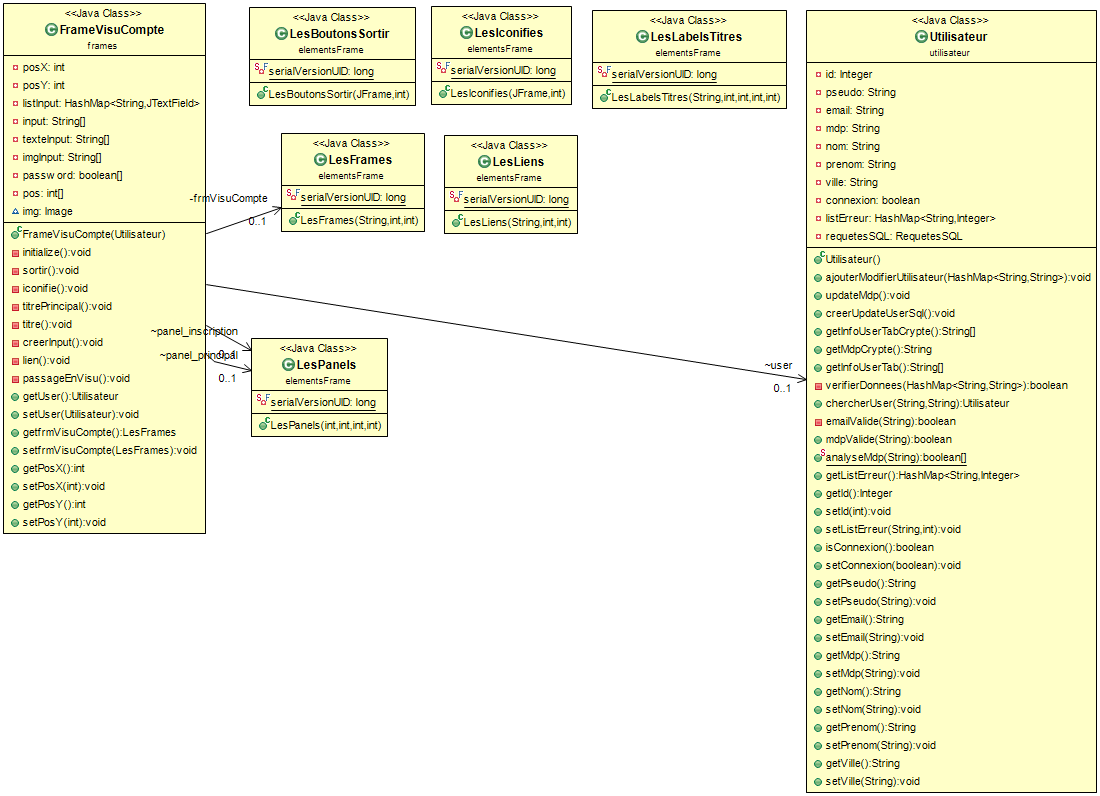 <<Java Class>>
FrameVisuCompte
frames
posX: int
posY: int
listInput: HashMap<String,JTextField>
input: String[]
texteInput: String[]
imgInput: String[]
password: boolean[]
pos: int[]
img: Image
FrameVisuCompte(Utilisateur)
initialize():void
sortir():void
iconifie():void
titrePrincipal():void
titre():void
creerInput():void
lien():void
passageEnVisu():void
getUser():Utilisateur
setUser(Utilisateur):void
getfrmVisuCompte():LesFrames
setfrmVisuCompte(LesFrames):void
getPosX():int
setPosX(int):void
getPosY():int
setPosY(int):void
<<Java Class>>
LesBoutonsSortir
elementsFrame
serialVersionUID: long
LesBoutonsSortir(JFrame,int)
<<Java Class>>
LesIconifies
elementsFrame
serialVersionUID: long
LesIconifies(JFrame,int)
<<Java Class>>
LesLabelsTitres
elementsFrame
serialVersionUID: long
LesLabelsTitres(String,int,int,int,int)
<<Java Class>>
LesFrames
elementsFrame
serialVersionUID: long
LesFrames(String,int,int)
<<Java Class>>
LesLiens
elementsFrame
serialVersionUID: long
LesLiens(String,int,int)
-frmVisuCompte
0..1
~panel_inscription
0..1
~panel_principal
0..1
<<Java Class>>
LesPanels
elementsFrame
serialVersionUID: long
LesPanels(int,int,int,int)
~user
0..1
<<Java Class>>
Utilisateur
utilisateur
id: Integer
pseudo: String
email: String
mdp: String
nom: String
prenom: String
ville: String
connexion: boolean
listErreur: HashMap<String,Integer>
requetesSQL: RequetesSQL
Utilisateur()
ajouterModifierUtilisateur(HashMap<String,String>):void
updateMdp():void
creerUpdateUserSql():void
getInfoUserTabCrypte():String[]
getMdpCrypte():String
getInfoUserTab():String[]
verifierDonnees(HashMap<String,String>):boolean
chercherUser(String,String):Utilisateur
emailValide(String):boolean
mdpValide(String):boolean
analyseMdp(String):boolean[]
getListErreur():HashMap<String,Integer>
getId():Integer
setId(int):void
setListErreur(String,int):void
isConnexion():boolean
setConnexion(boolean):void
getPseudo():String
setPseudo(String):void
getEmail():String
setEmail(String):void
getMdp():String
setMdp(String):void
getNom():String
setNom(String):void
getPrenom():String
setPrenom(String):void
getVille():String
setVille(String):void